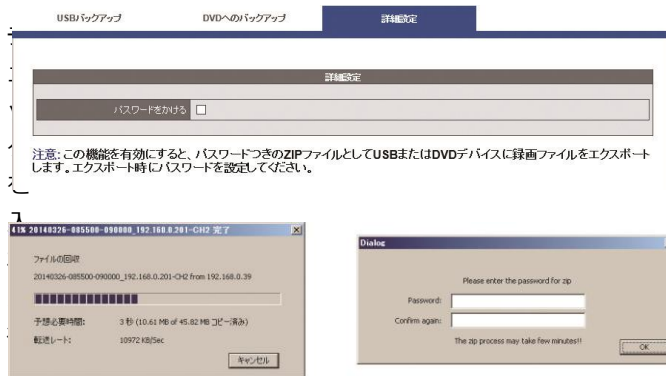 USBバックアップ
DVDへのバックアップ
詳細設定
詳細設定
パスワードをかける
注意: この機能を有効にすると、パスワードつきのZIPファイルとしてUSBまたはDVDデバイスに録画ファイルをエクスポート
します。エクスポート時にパスワードを設定してください。
41% 20140326-085500-090000_192.168.0.201-CH2 完了
ファイルの回収
20140326-085500-090000_192.168.0.201-CH2 from 192.168.0.39
予想必要時間: 3 秒 (10.61 MB of 45.82 MB コピー済み)
転送レート: 10972 KB/Sec
キャンセル
Dialog
Please enter the password for zip
Password:
Confirm again:
The zip process may take few minutes!!
OK